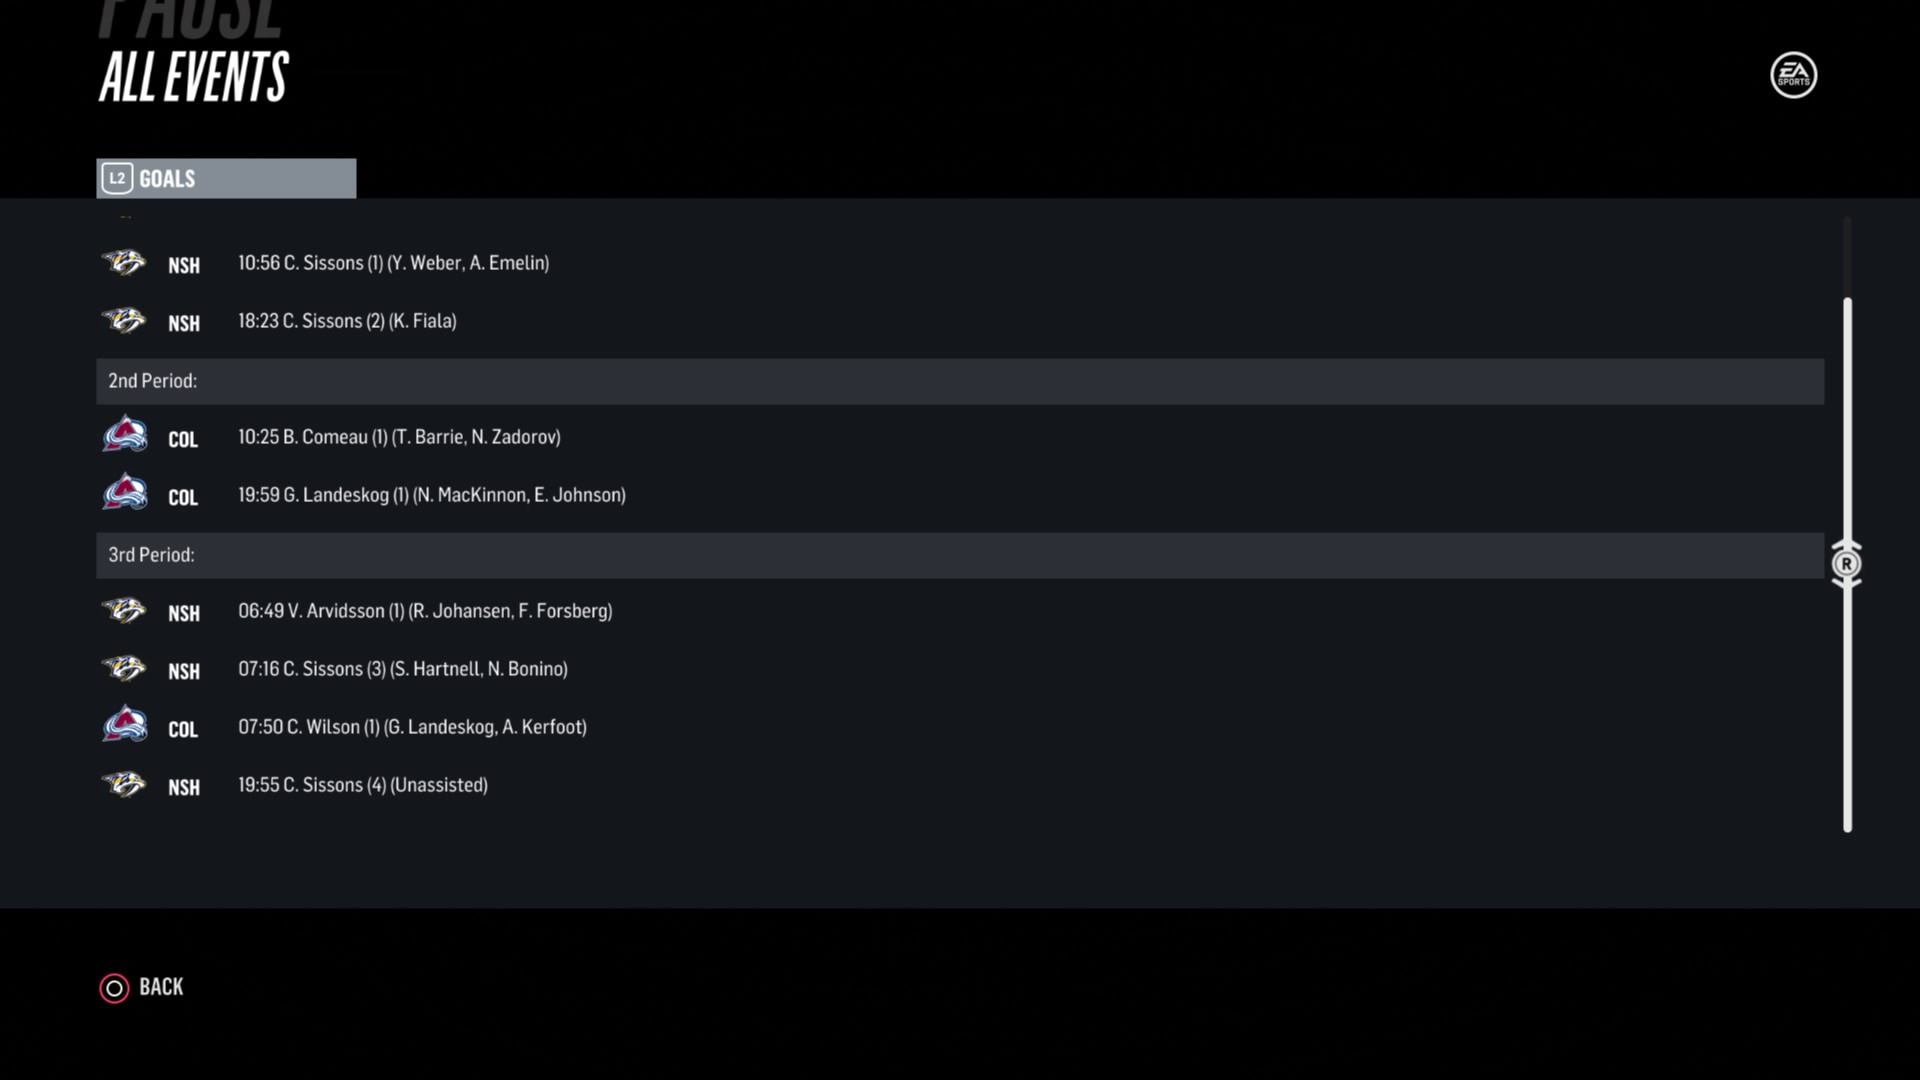 PAUSE
ALL EVENTS
EA
SPORTS
L2 GOALS
NSH 10:56 C. Sissons (1) (Y. Weber, A. Emelin)
NSH 18:23 C. Sissons (2) (K. Fiala)
2nd Period:
COL 10:25 B. Comeau (1) (T. Barrie, N. Zadorov)
COL 19:59 G. Landeskog (1) (N. MacKinnon, E. Johnson)
3rd Period:
R
NSH 06:49 V. Arvidsson (1) (R. Johansen, F. Forsberg)
NSH 07:16 C. Sissons (3) (S. Hartnell, N. Bonino)
COL 07:50 C. Wilson (1) (G. Landeskog, A. Kerfoot)
NSH 19:55 C. Sissons (4) (Unassisted)
BACK